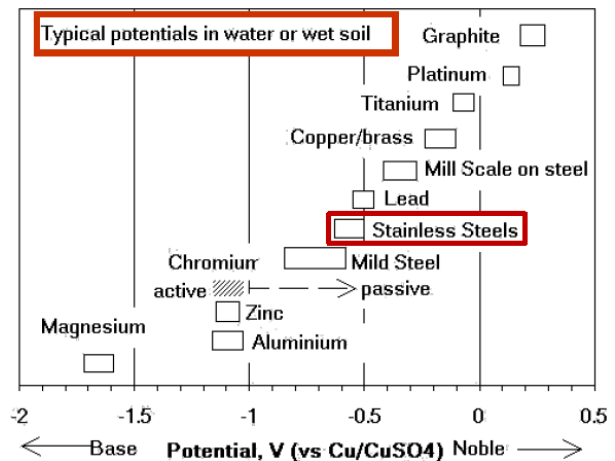 Typical potentials in water or wet soil
Graphite
Platinum
Titanium
Copper/brass
Mill Scale on steel
Lead
Stainless Steels
Chromium
Mild Steel
active
passive
Zinc
Magnesium
Aluminium
-2 -1.5 -1 -0.5 0 0.5
Base Potential, V (vs Cu/CuSO4) Noble